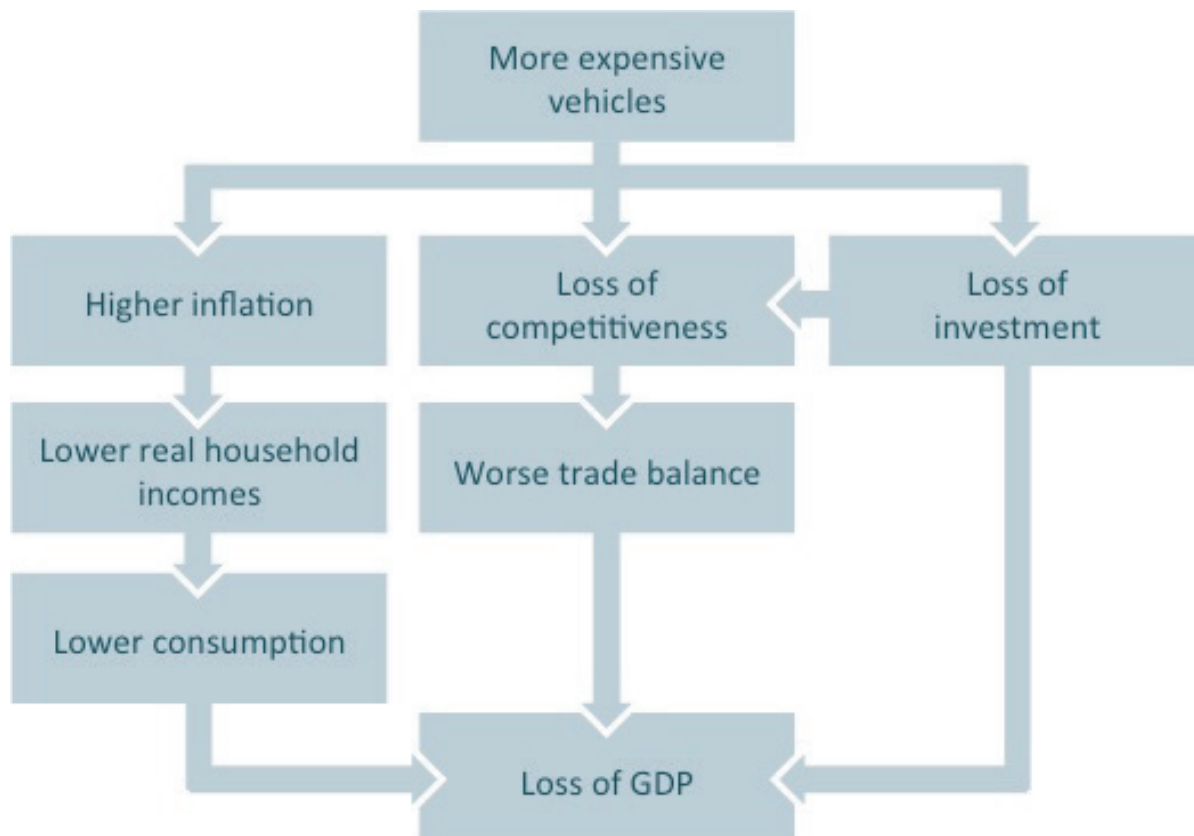 More expensive
vehicles
Higher inflation
Loss of
competitiveness
Loss of
investment
Lower real household
incomes
Worse trade balance
Lower consumption
Loss of GDP